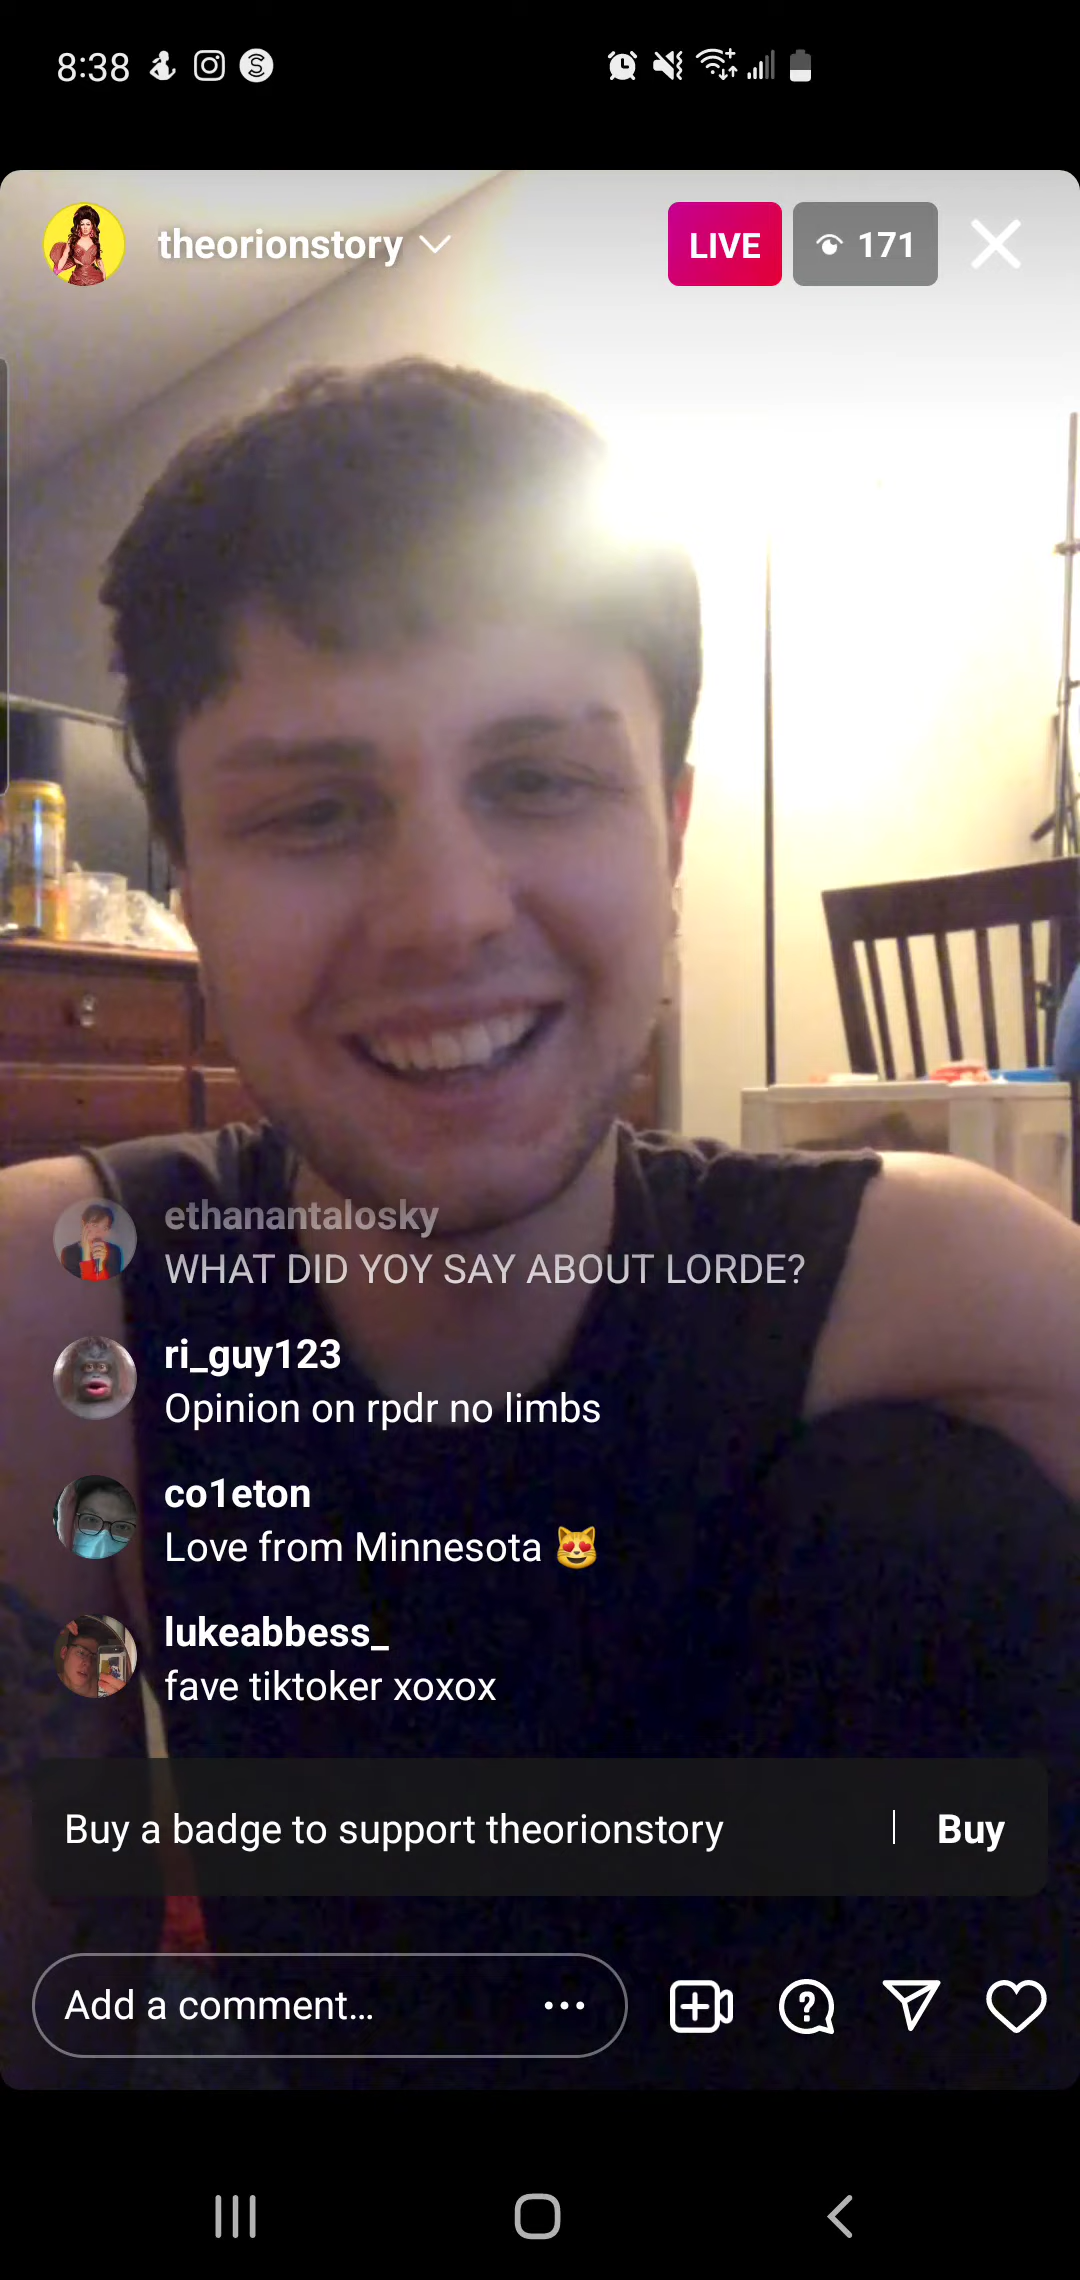 8:38
theorionstory
LIVE
171
ethanantalosky
WHAT DID YOY SAY ABOUT LORDE?
ri_guy123
Opinion on rpdr no limbs
co1eton
Love from Minnesota 😻
lukeabbess_
fave tiktoker xoxox
Buy a badge to support theorionstory | Buy
Add a comment...